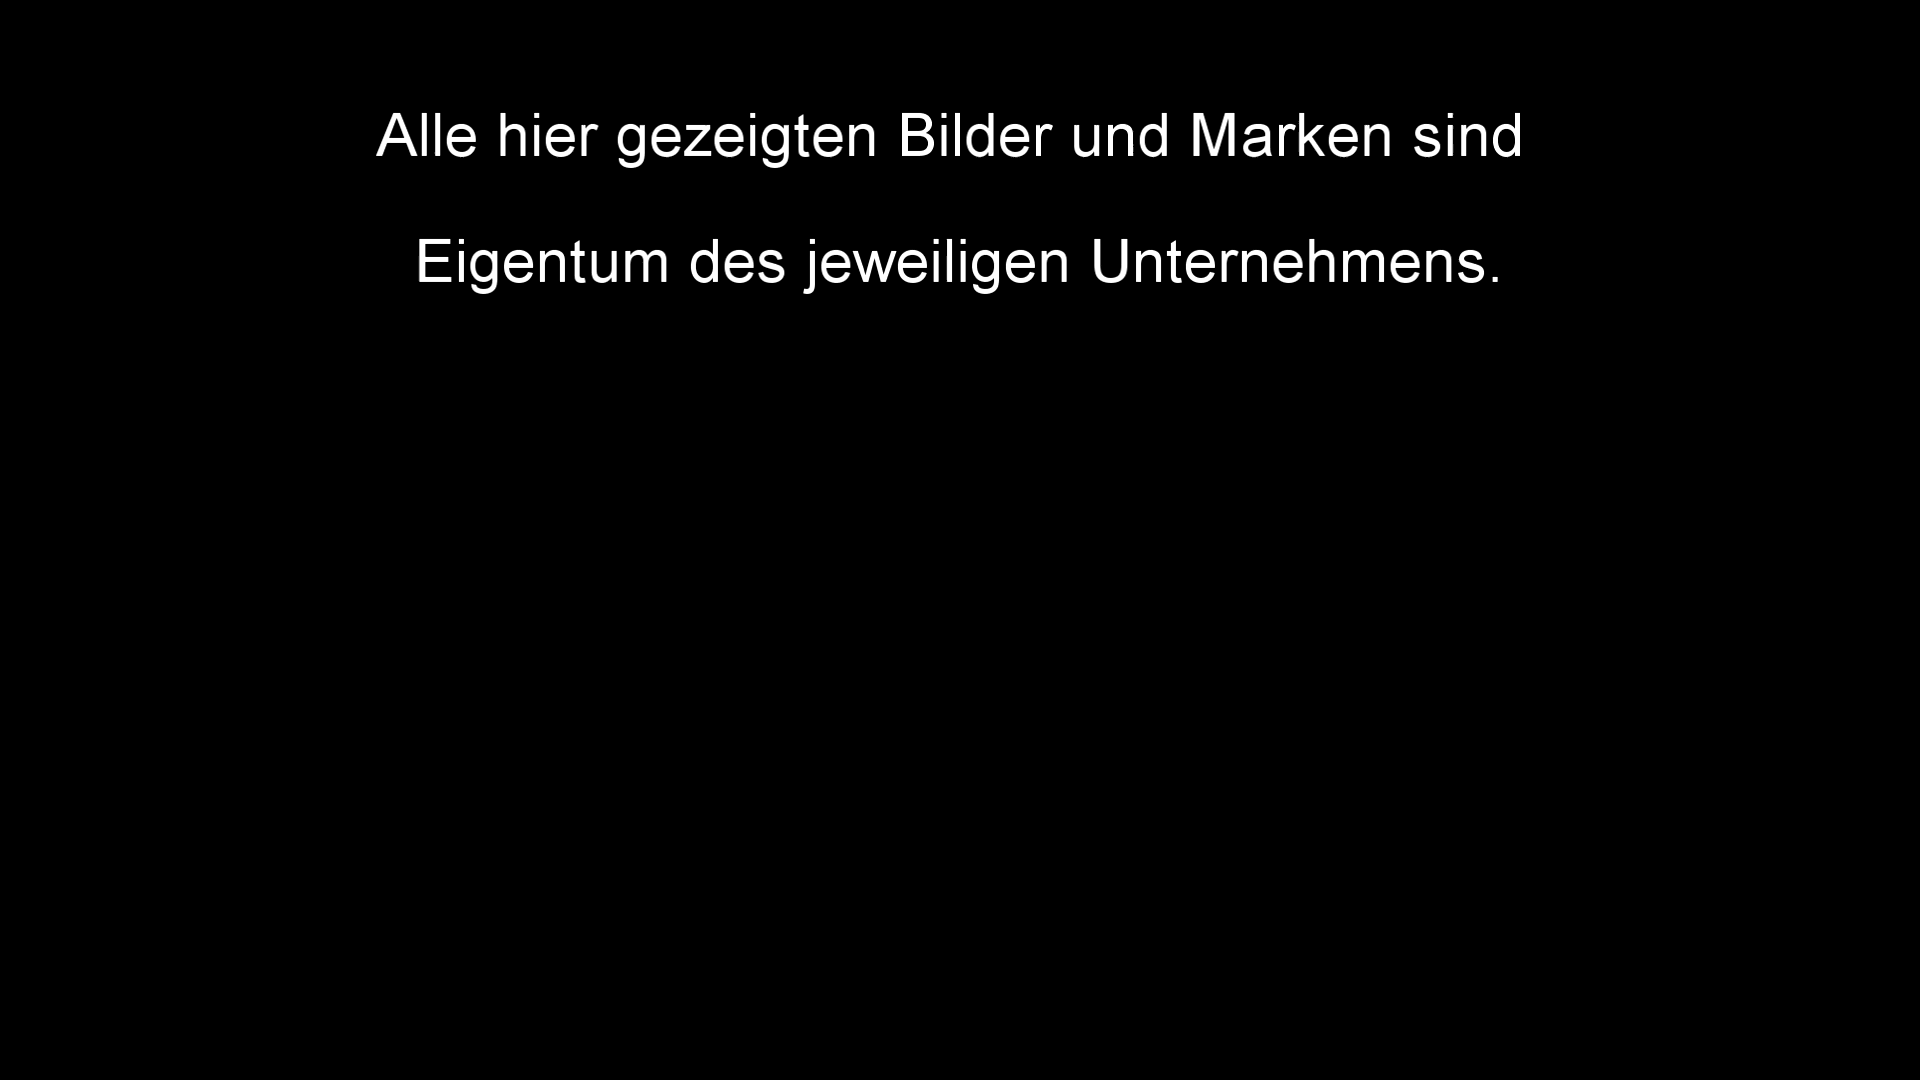 Alle hier gezeigten Bilder und Marken sind
Eigentum des jeweiligen Unternehmens.